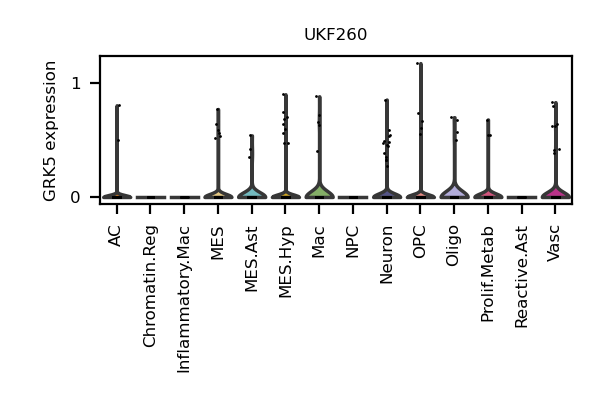 UKF260
GRK5 expression
1
0
AC
Chromatin.Reg
Inflammatory.Mac
MES
MES.Ast
MES.Hyp
Mac
NPC
Neuron
OPC
Oligo
Prolif.Metab
Reactive.Ast
Vasc